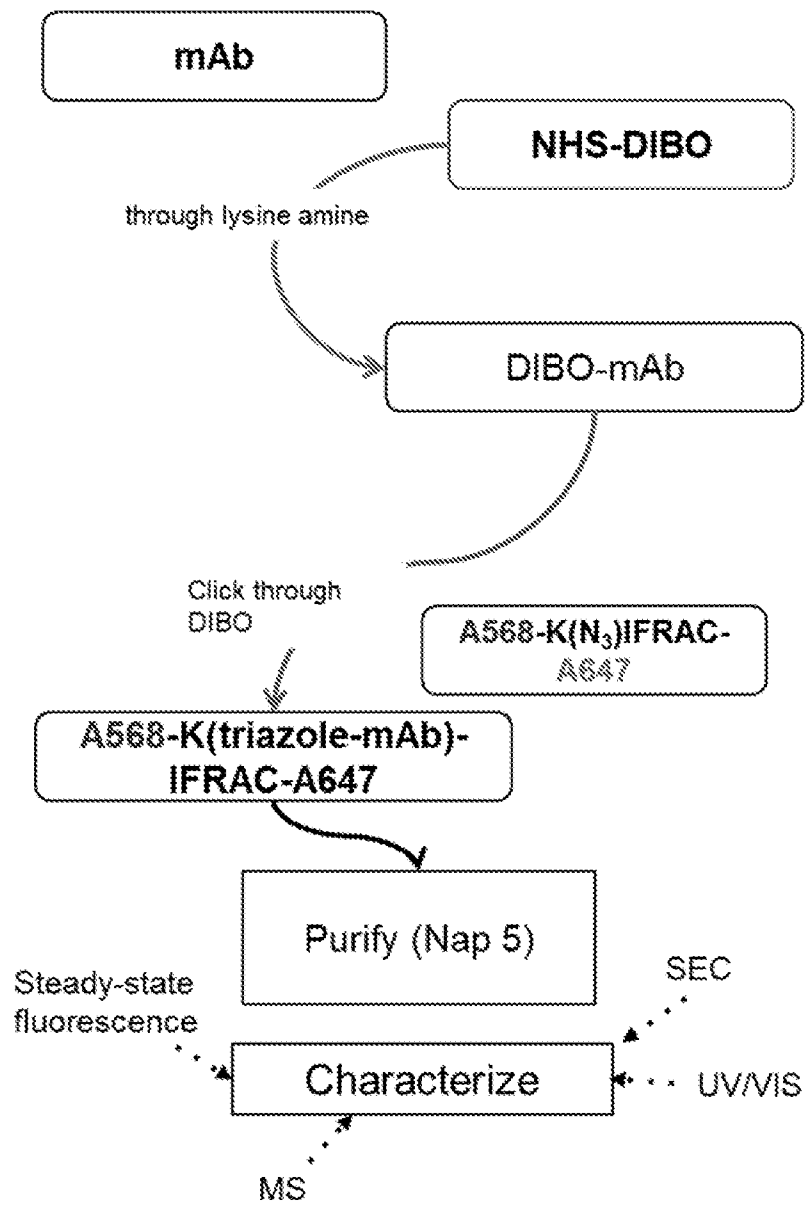 mAb
NHS-DIBO
through lysine amine
DIBO-mAb
Click through
DIBO
A568-K(N₃)IFRAC-
A647
A568-K(triazole-mAb)-
IFRAC-A647
Purify (Nap 5)
Steady-state
fluorescence
SEC
Characterize
UV/VIS
MS